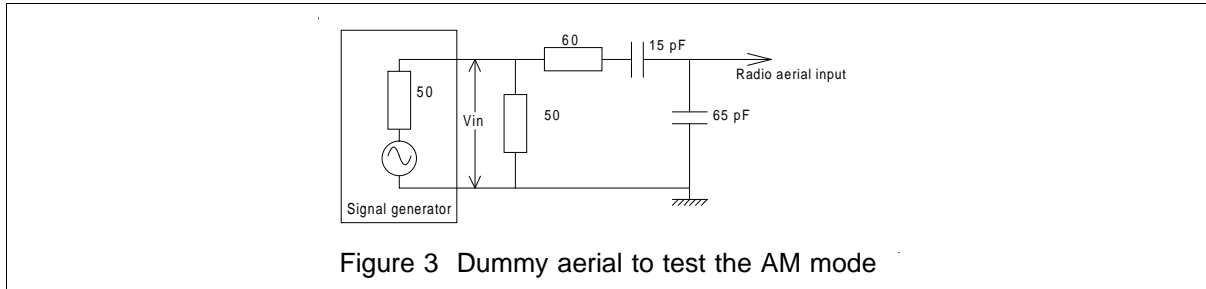 60
15 pF
Radio aerial input
50
Vin
50
65 pF
Signal generator
Figure 3 Dummy aerial to test the AM mode